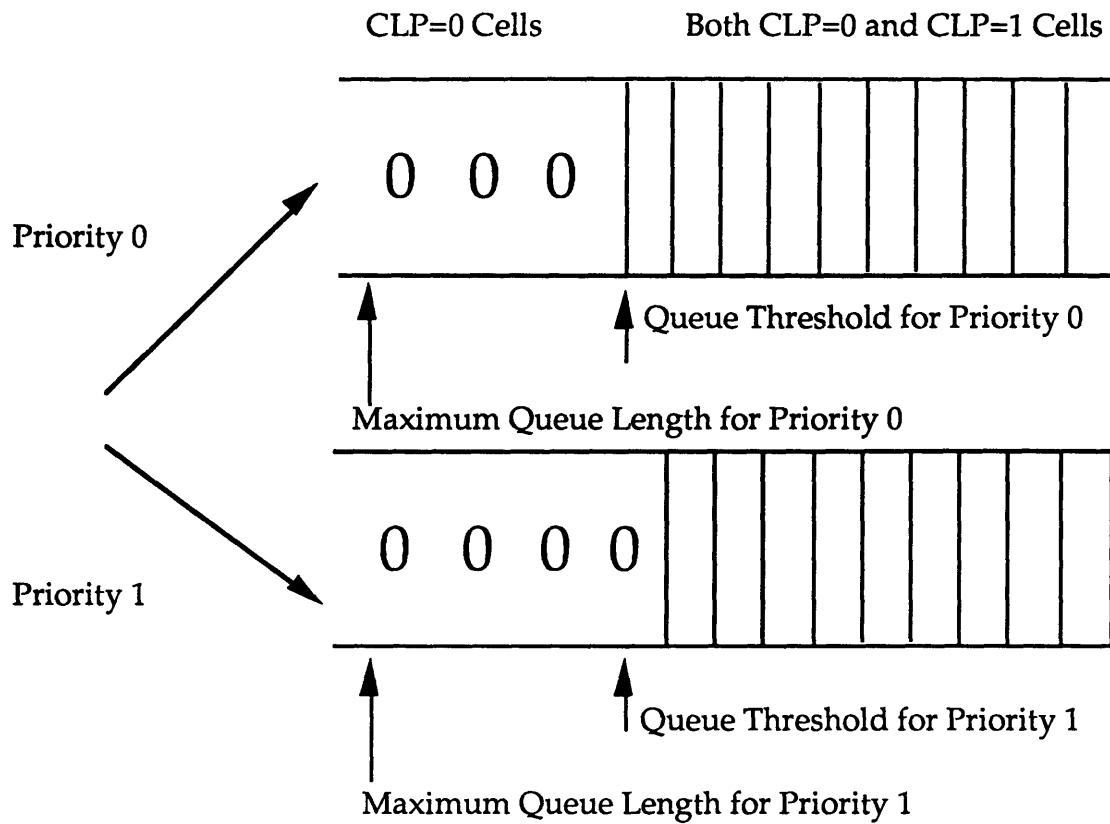 CLP=0 Cells
Both CLP=0 and CLP=1 Cells
0 0 0
Priority 0
Queue Threshold for Priority 0
Maximum Queue Length for Priority 0
0 0 0 0
Priority 1
Queue Threshold for Priority 1
Maximum Queue Length for Priority 1